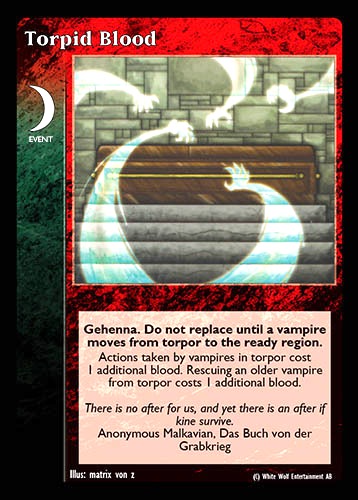 Torpid Blood
EVENT
Gehenna. Do not replace until a vampire
moves from torpor to the ready region.
Actions taken by vampires in torpor cost
1 additional blood. Rescuing an older vampire
from torpor costs 1 additional blood.
There is no after for us, and yet there is an after if
kine survive.
Anonymous Malkavian, Das Buch von der
Grabkrieg
Illus: matrix von z
(C) White Wolf Entertainment AB